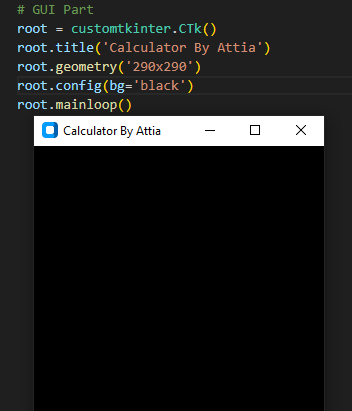 # GUI Part
root = customtkinter.CTk()
root.title('Calculator By Attia')
root.geometry('290x290')
root.config(bg='black')
root.mainloop()
Calculator By Attia